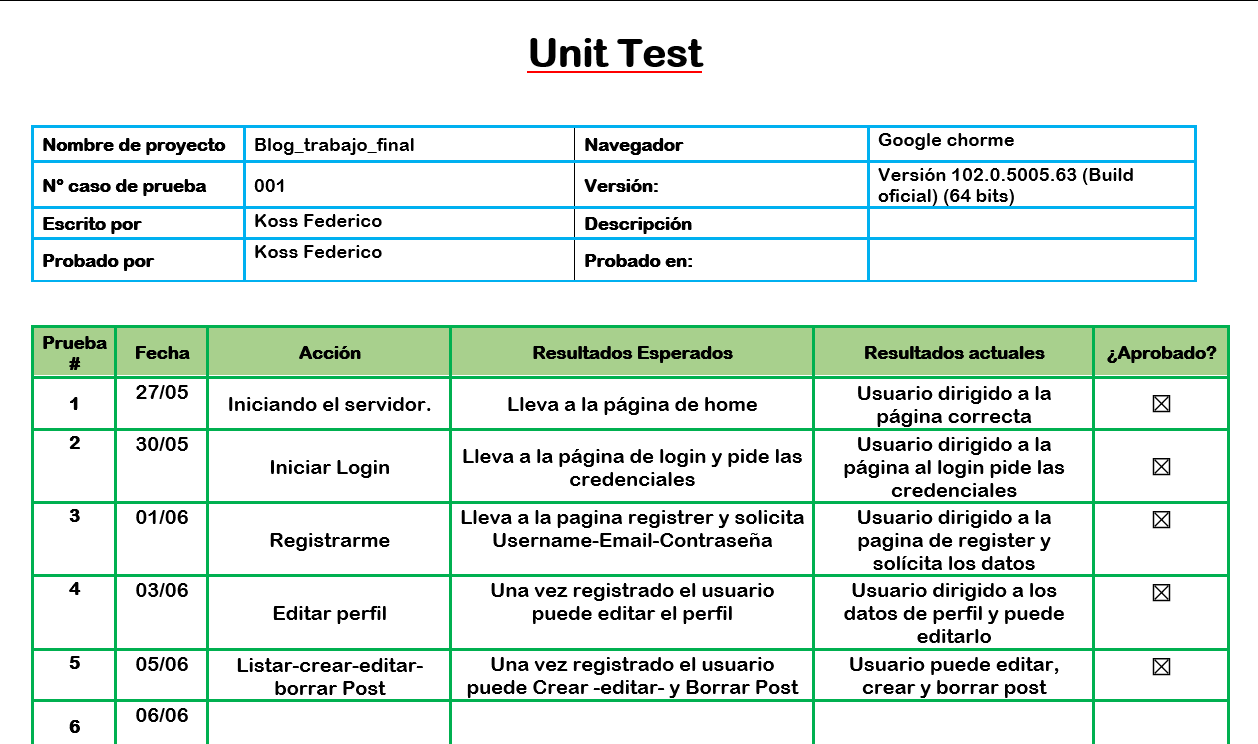 Unit Test
Nombre de proyecto Blog_trabajo_final Navegador Google chorme
Nº caso de prueba 001 Versión: Versión 102.0.5005.63 (Build
oficial) (64 bits)
Escrito por Koss Federico Descripción
Probado por Koss Federico Probado en:
Prueba
# Fecha Acción Resultados Esperados Resultados actuales ¿Aprobado?
1 27/05 Iniciando el servidor. Lleva a la página de home Usuario dirigido a la
página correcta ☒
2 30/05 Iniciar Login Lleva a la página de login y pide las
credenciales Usuario dirigido a la
página al login pide las
credenciales ☒
3 01/06 Registrarme Lleva a la pagina registrer y solicita
Username-Email-Contraseña Usuario dirigido a la
pagina de register y
solícita los datos ☒
4 03/06 Editar perfil Una vez registrado el usuario
puede editar el perfil Usuario dirigido a los
datos de perfil y puede
editarlo ☒
5 05/06 Listar-crear-editar-
borrar Post Una vez registrado el usuario
puede Crear -editar- y Borrar Post Usuario puede editar,
crear y borrar post ☒
6 06/06